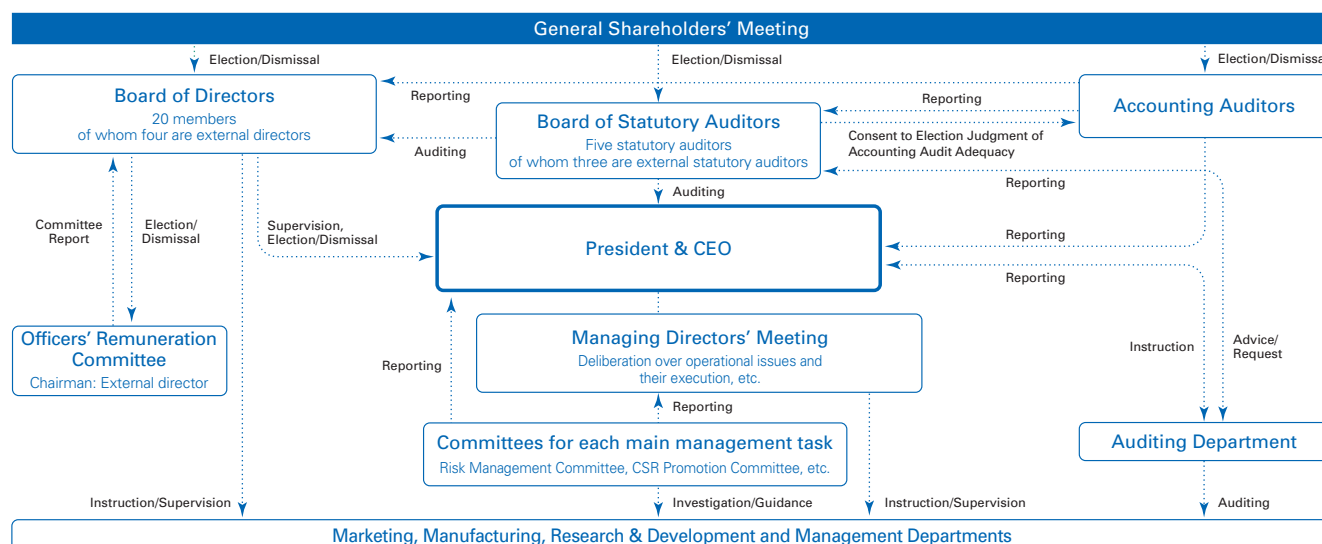 General Shareholders' Meeting
Election/Dismissal
Election/Dismissal
Election/Dismissal
Board of Directors
20 members
of whom four are external directors
Reporting
Reporting
Accounting Auditors
Board of Statutory Auditors
Five statutory auditors
of whom three are external statutory auditors
Auditing
Consent to Election Judgment of
Accounting Audit Adequacy
Reporting
Auditing
Committee
Report
Election/
Dismissal
Supervision,
Election/Dismissal
President & CEO
Reporting
Reporting
Officers' Remuneration
Committee
Chairman: External director
Managing Directors' Meeting
Deliberation over operational issues and
their execution, etc.
Reporting
Instruction
Advice/
Request
Reporting
Committees for each main management task
Risk Management Committee, CSR Promotion Committee, etc.
Auditing Department
Instruction/Supervision
Investigation/Guidance
Instruction/Supervision
Auditing
Marketing, Manufacturing, Research & Development and Management Departments